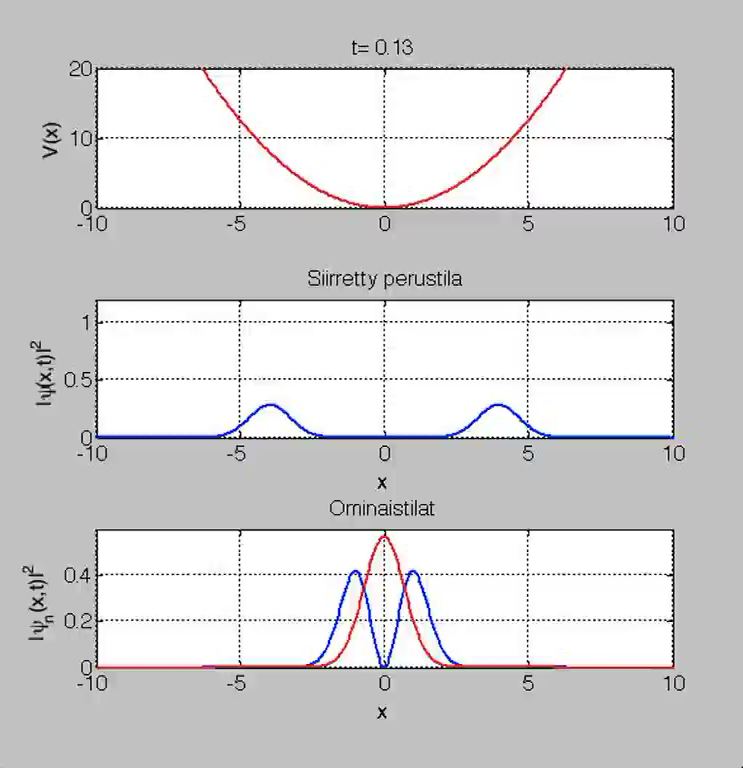 t= 0.13
V(x)
20
10
0
-10 -5 0 5 10
Siirretty perustila
|ψ(x,t)|²
1
0.5
0
-10 -5 0 5 10
x
Ominaistilat
|ψₙ(x,t)|²
0.4
0.2
0
-10 -5 0 5 10
x